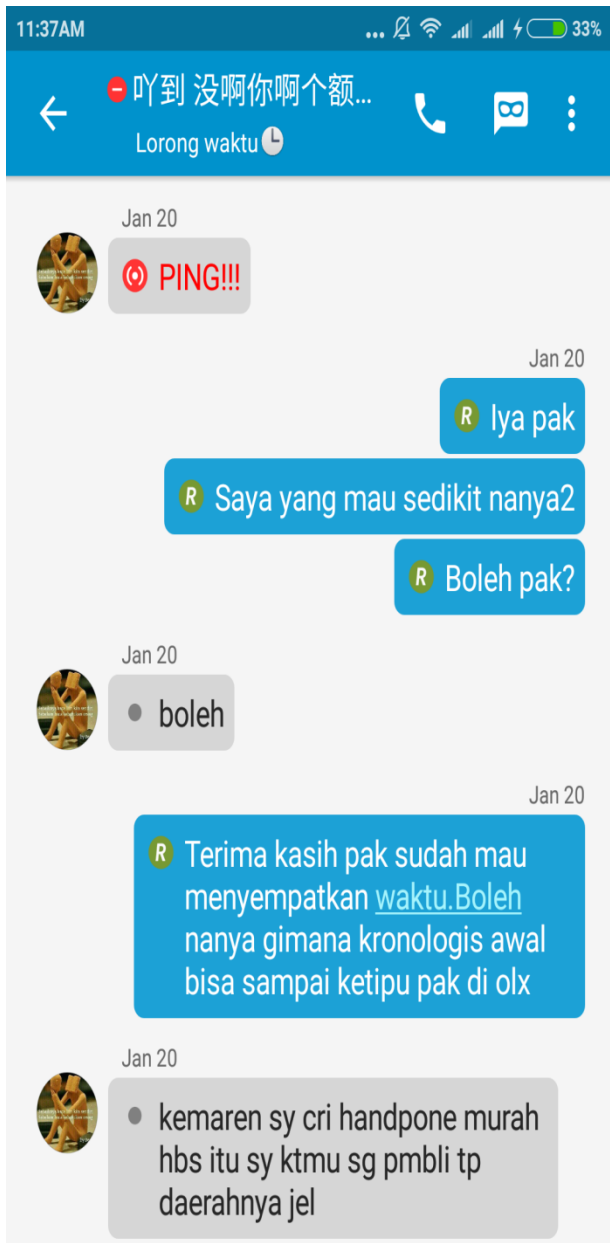 11:37AM
... 33%
吖到 没啊你啊个额...
Lorong waktu
Jan 20
PING!!!
Jan 20
R Iya pak
R Saya yang mau sedikit nanya2
R Boleh pak?
Jan 20
boleh
Jan 20
R Terima kasih pak sudah mau
menyempatkan waktu.Boleh
nanya gimana kronologis awal
bisa sampai ketipu pak di olx
Jan 20
kemaren sy cri handpone murah
hbs itu sy ktmu sg pmbli tp
daerahnya jel